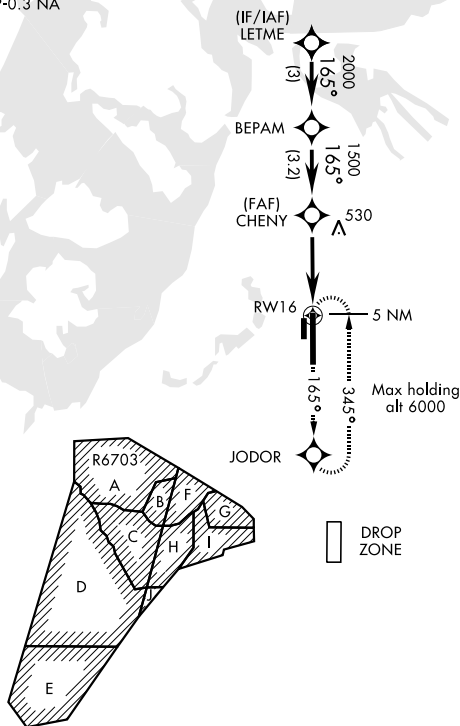 -0.3 NA
(IF/IAF)
LETME
2000
165°
(3)
BEPAM
1500
165°
(3.2)
(FAF)
CHENY
530
RW16
5 NM
165°
345°
Max holding
alt 6000
JODOR
R6703
A
B
F
G
C
H
I
D
J
E
DROP
ZONE